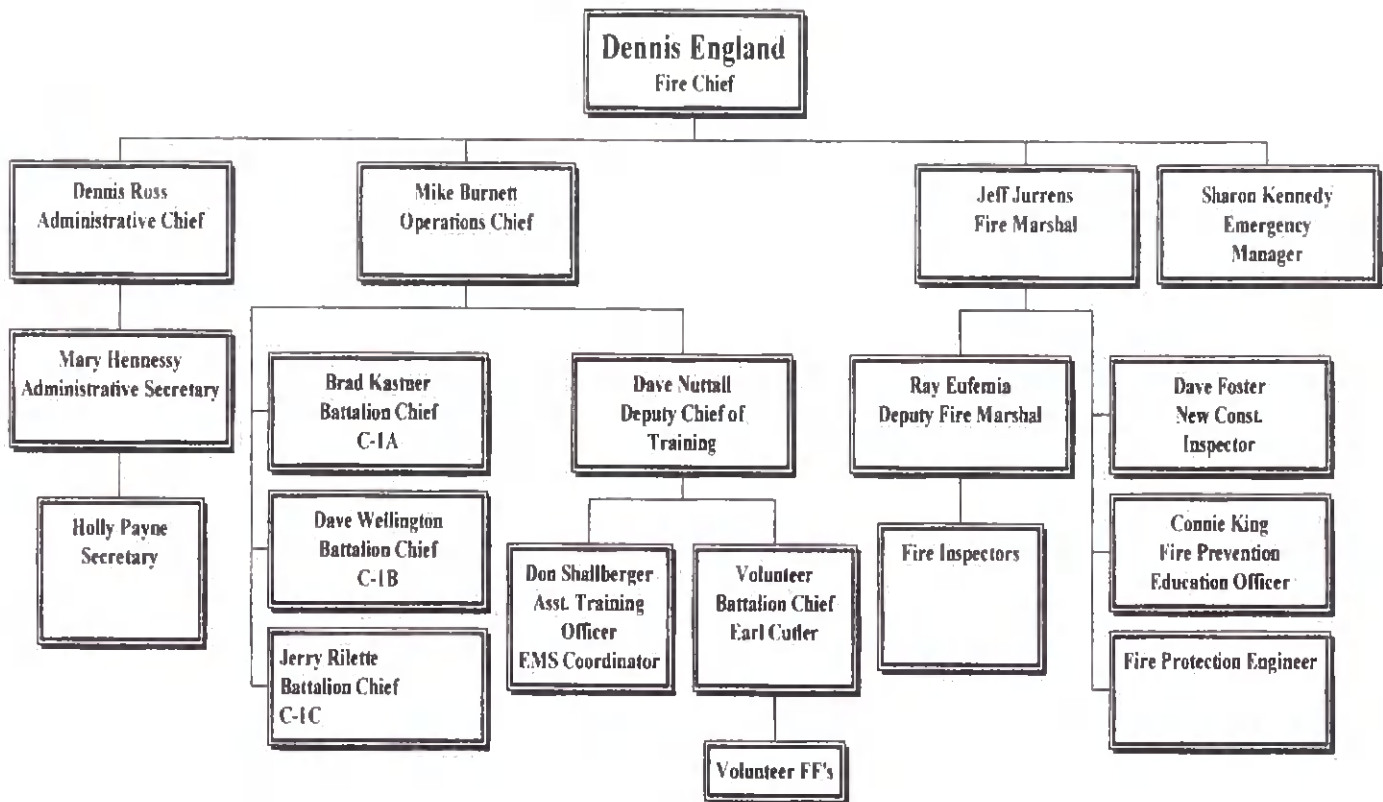 Dennis England
Fire Chief
Dennis Ross
Administrative Chief
Mike Burnett
Operations Chief
Jeff Jurrens
Fire Marshal
Sharon Kennedy
Emergency
Manager
Mary Hennessy
Administrative Secretary
Brad Kastner
Battalion Chief
C-1A
Dave Nuttall
Deputy Chief of
Training
Ray Eufemia
Deputy Fire Marshal
Dave Foster
New Const.
Inspector
Holly Payne
Secretary
Dave Wellington
Battalion Chief
C-1B
Don Shallberger
Asst. Training
Officer
EMS Coordinator
Volunteer
Battalion Chief
Earl Cutler
Fire Inspectors
Connie King
Fire Prevention
Education Officer
Jerry Rilette
Battalion Chief
C-1C
Fire Protection Engineer
Volunteer FF's